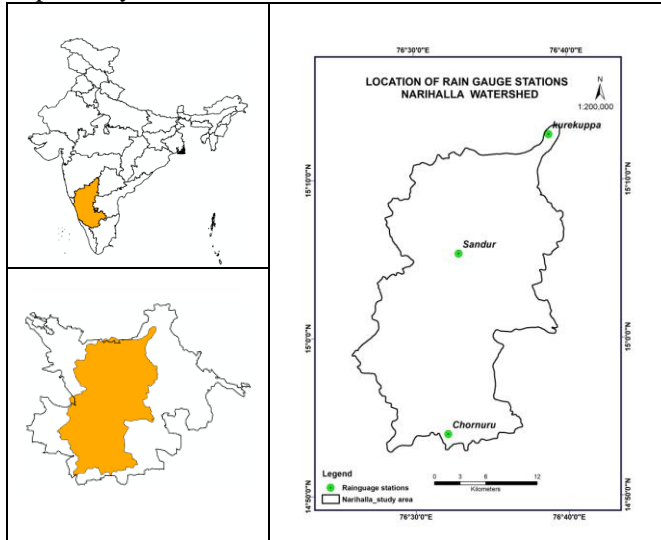 76°30'0"E 76°40'0"E
LOCATION OF RAIN GAUGE STATIONS
NARIHALLA WATERSHED
N
1:200,000
kurekuppa
15°10'0"N 15°10'0"N
Sandur
15°0'0"N 15°0'0"N
Chornuru
Legend
Rainguage stations
Narihalla_study area
0 3 6 12
Kilometers
14°50'0"N 14°50'0"N
76°30'0"E 76°40'0"E